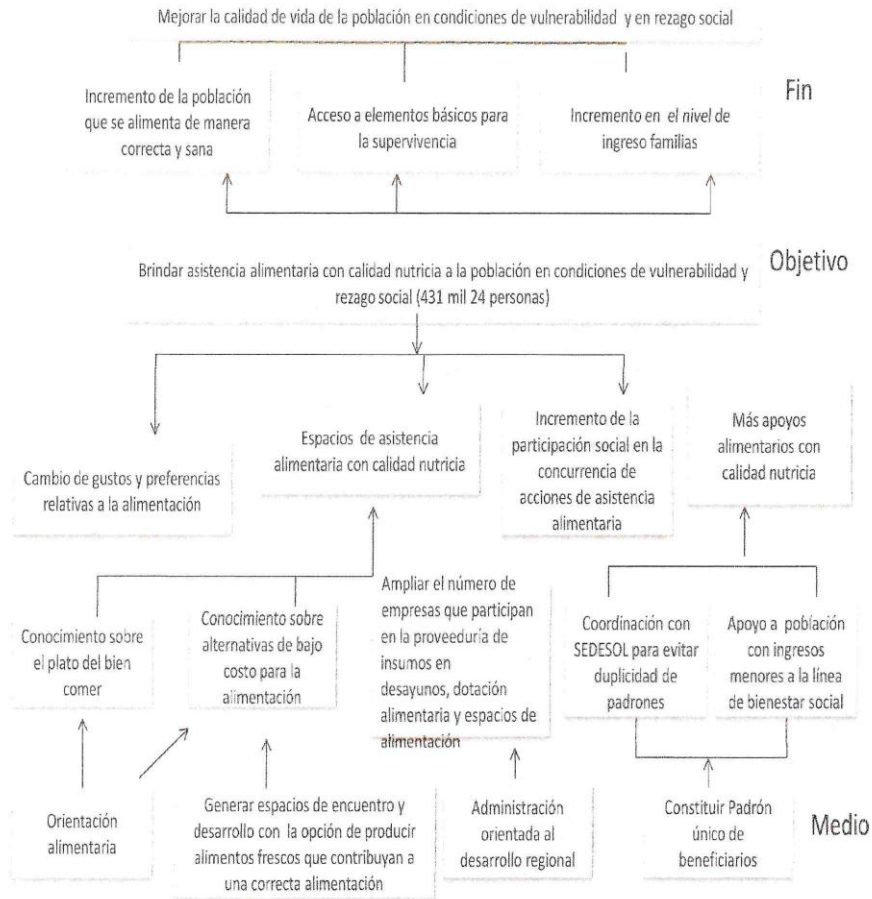 Mejorar la calidad de vida de la población en condiciones de vulnerabilidad y en rezago social
Fin
Incremento de la población
que se alimenta de manera
correcta y sana
Acceso a elementos básicos para
la supervivencia
Incremento en el nivel de
ingreso familias
Objetivo
Brindar asistencia alimentaria con calidad nutricia a la población en condiciones de vulnerabilidad y
rezago social (431 mil 24 personas)
Cambio de gustos y preferencias
relativas a la alimentación
Espacios de asistencia
alimentaria con calidad nutricia
Incremento de la
participación social en la
concurrencia de
acciones de asistencia
alimentaria
Más apoyos
alimentarios con
calidad nutricia
Conocimiento sobre
el plato del bien
comer
Conocimiento sobre
alternativas de bajo
costo para la
alimentación
Ampliar el número de
empresas que participan
en la proveeduría de
insumos en
desayunos, dotación
alimentaria y espacios de
alimentación
Coordinación con
SEDESOL para evitar
duplicidad de
padrones
Apoyo a población
con ingresos
menores a la línea
de bienestar social
Orientación
alimentaria
Generar espacios de encuentro y
desarrollo con la opción de producir
alimentos frescos que contribuyan a
una correcta alimentación
Administración
orientada al
desarrollo regional
Constituir Padrón
único de
beneficiarios
Medio